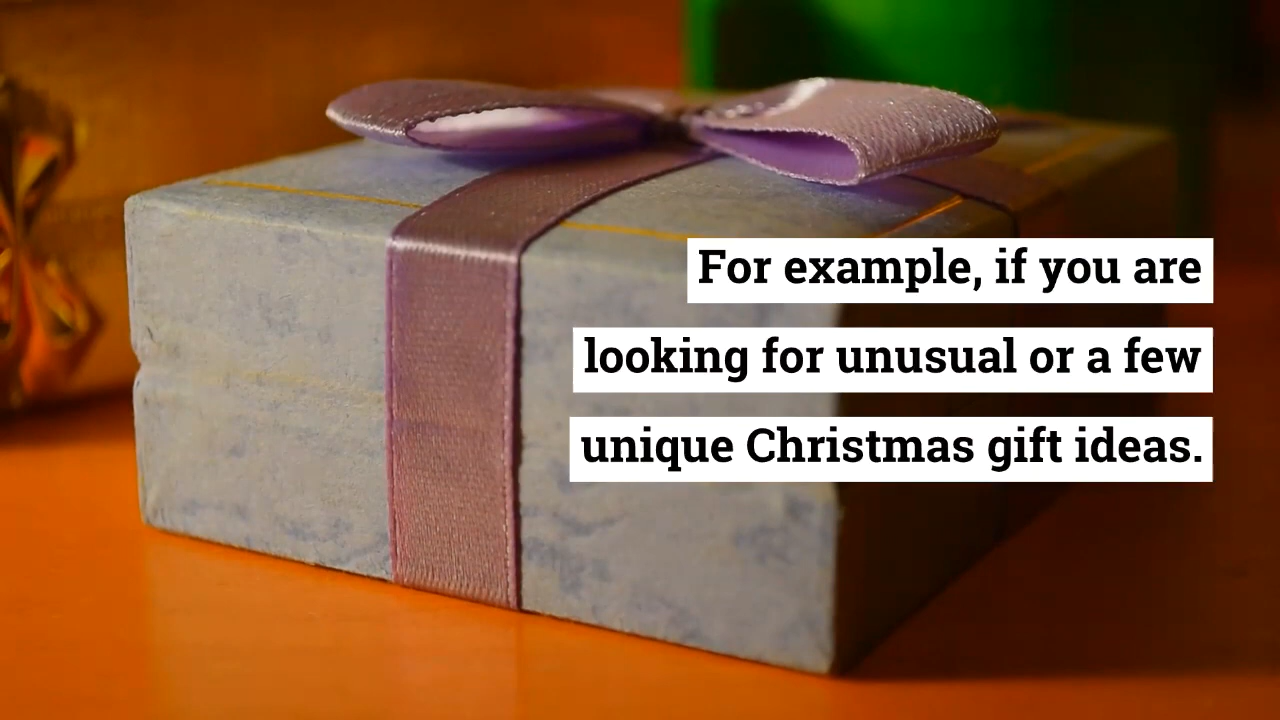 For example, if you are
looking for unusual or a few
unique Christmas gift ideas.